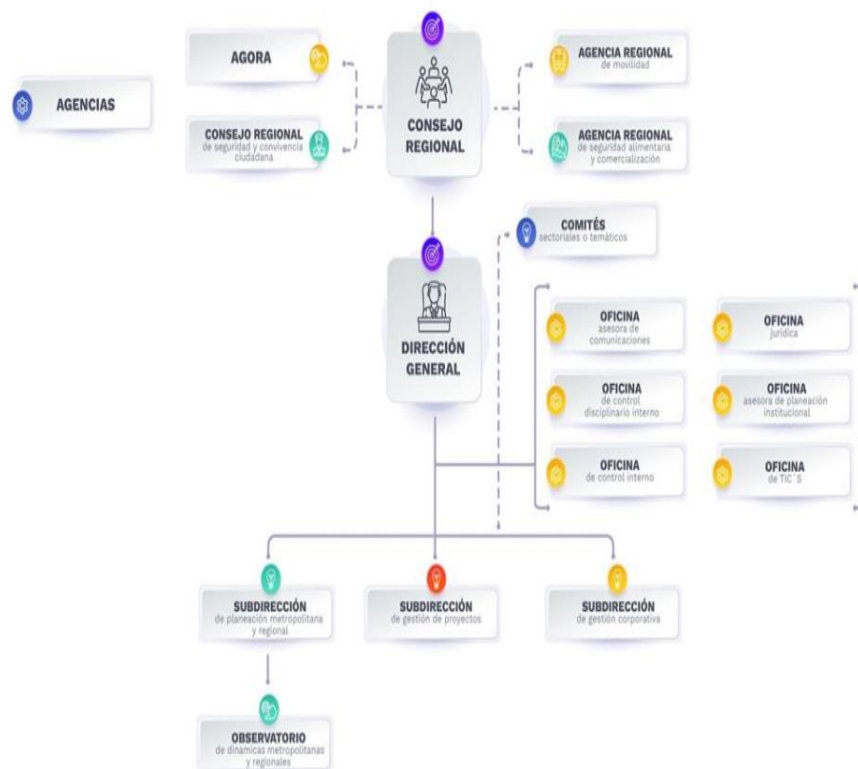 AGORA
AGENCIA REGIONAL
de movilidad
AGENCIAS
CONSEJO REGIONAL
de seguridad y convivencia
ciudadana
CONSEJO
REGIONAL
AGENCIA REGIONAL
de seguridad alimentaria
y comercialización
COMITÉS
sectoriales o temáticos
DIRECCIÓN
GENERAL
OFICINA
asesora de
comunicaciones
OFICINA
jurídica
OFICINA
de control
disciplinario interno
OFICINA
asesora de planeación
institucional
OFICINA
de control interno
OFICINA
de TIC´S
SUBDIRECCIÓN
de planeación metropolitana
y regional
SUBDIRECCIÓN
de gestión de proyectos
SUBDIRECCIÓN
de gestión corporativa
OBSERVATORIO
de dinamicas metropolitanas
y regionales